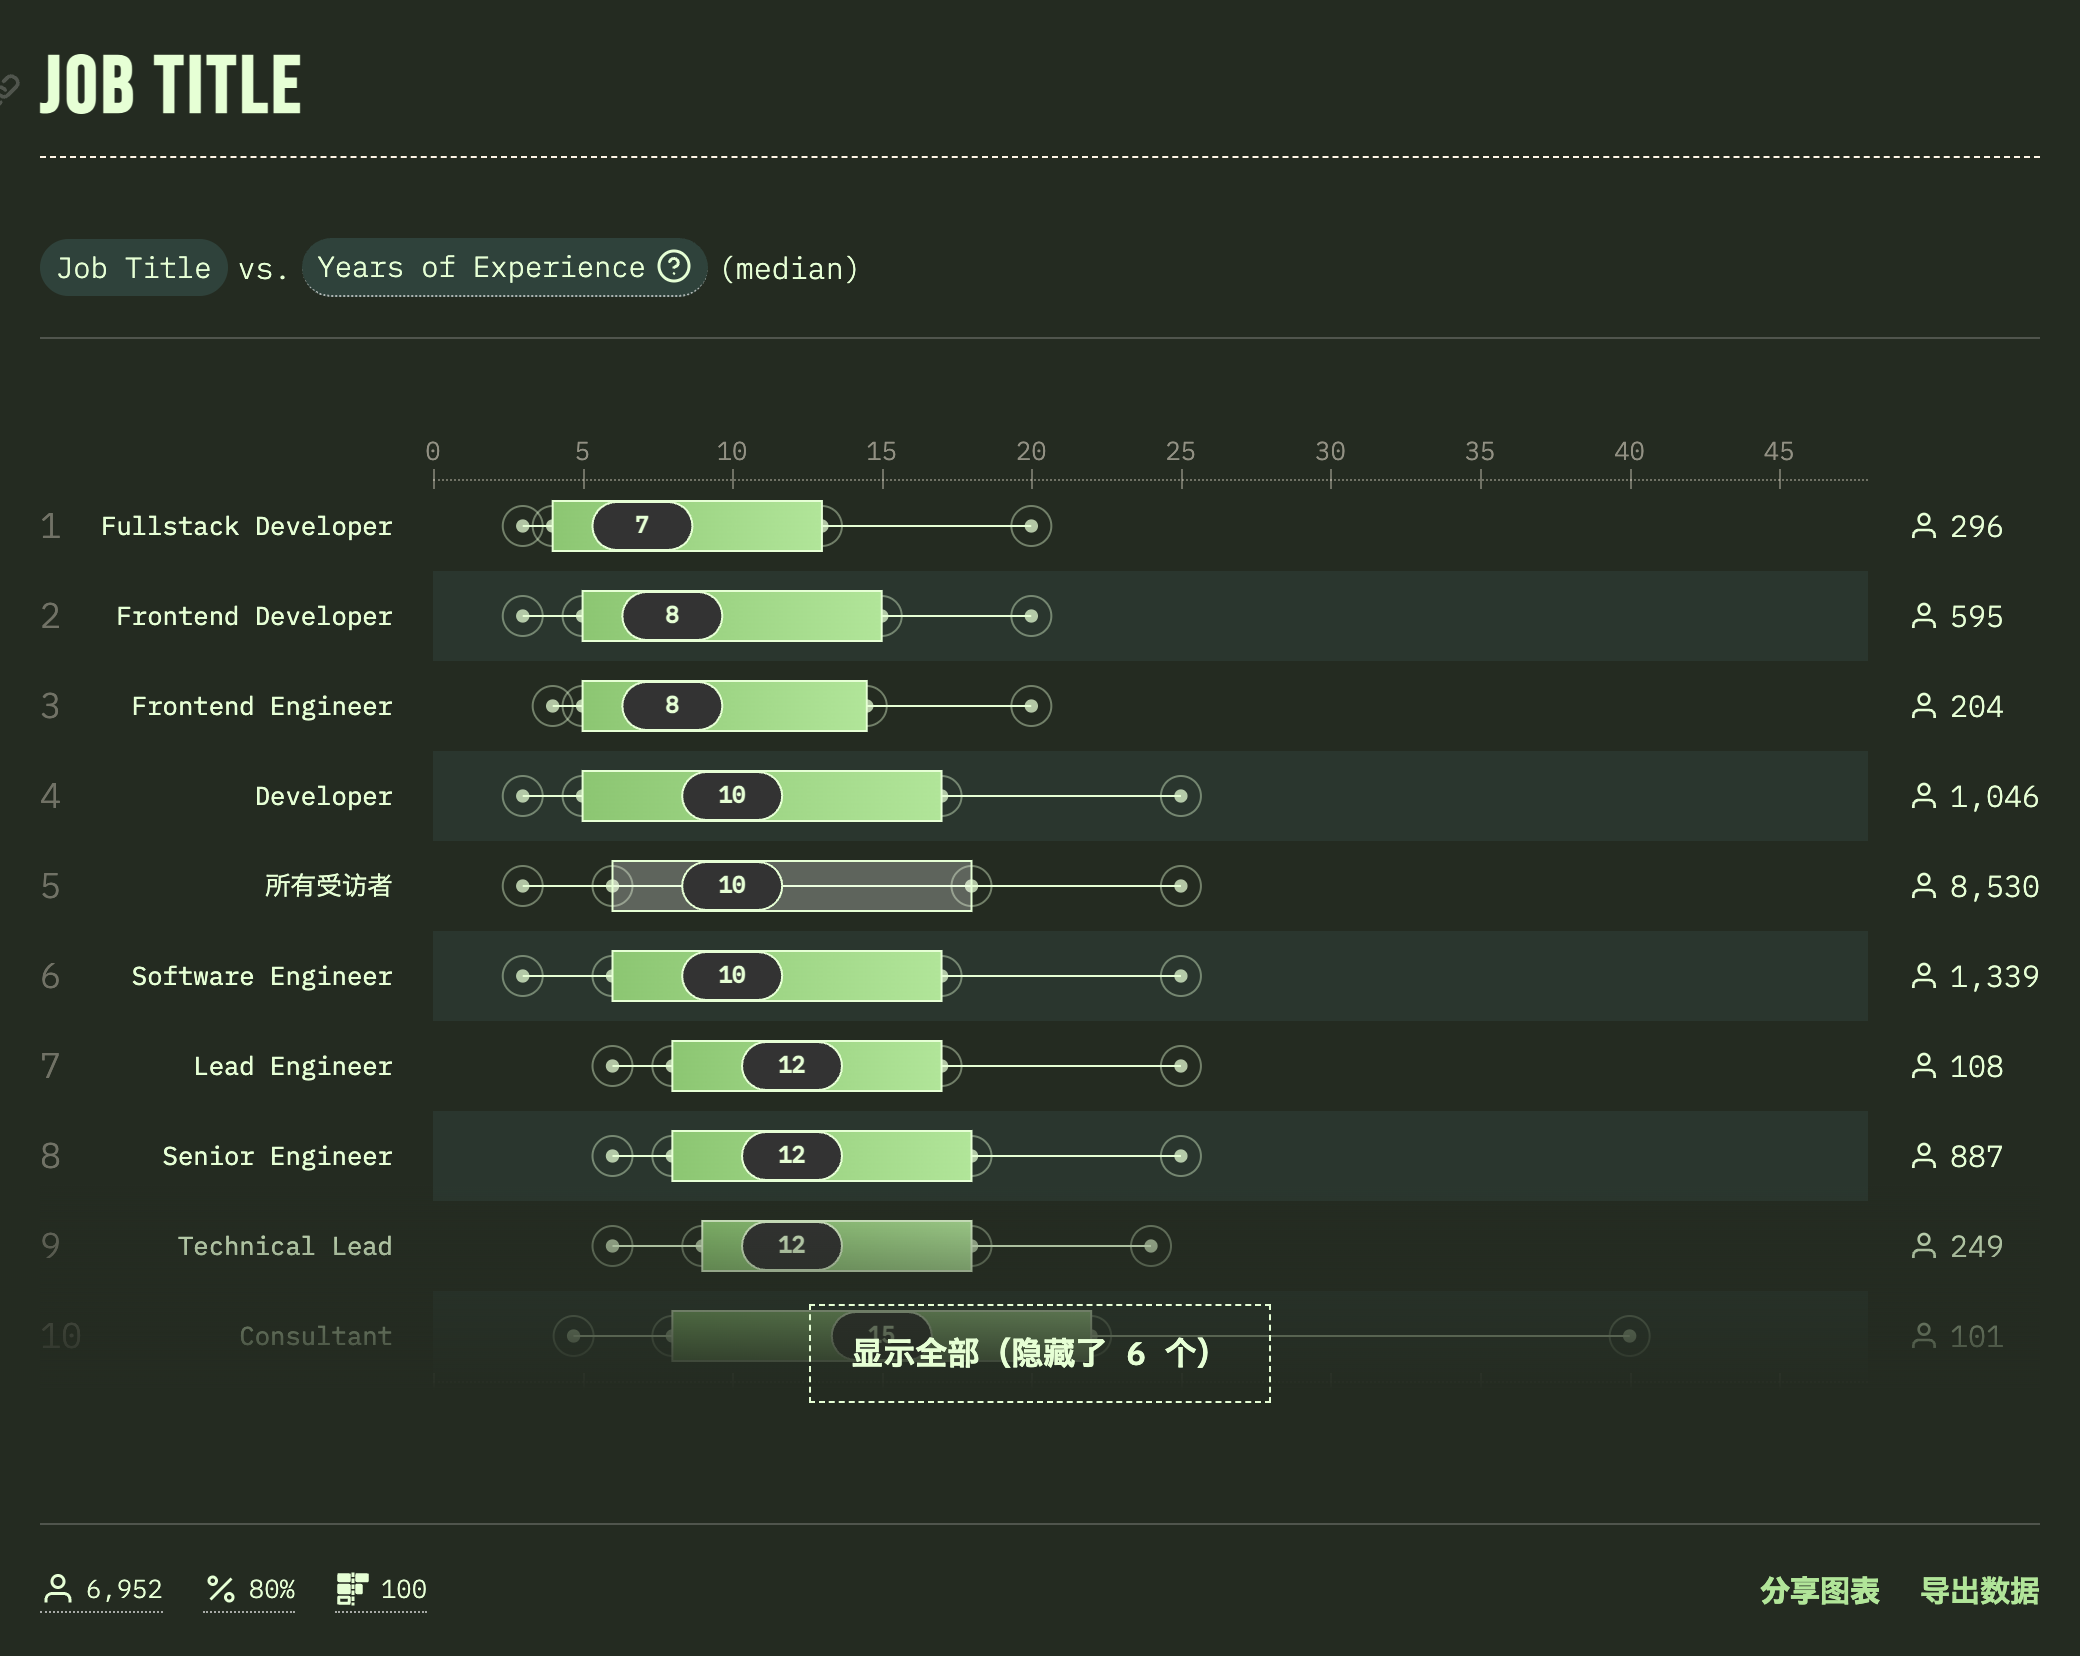 JOB TITLE
Job Title vs. Years of Experience ? (median)
0 5 10 15 20 25 30 35 40 45
1 Fullstack Developer 7 296
2 Frontend Developer 8 595
3 Frontend Engineer 8 204
4 Developer 10 1,046
5 所有受访者 10 8,530
6 Software Engineer 10 1,339
7 Lead Engineer 12 108
8 Senior Engineer 12 887
9 Technical Lead 12 249
10 Consultant 15 101
显示全部（隐藏了 6 个）
6,952 80% 100 分享图表 导出数据